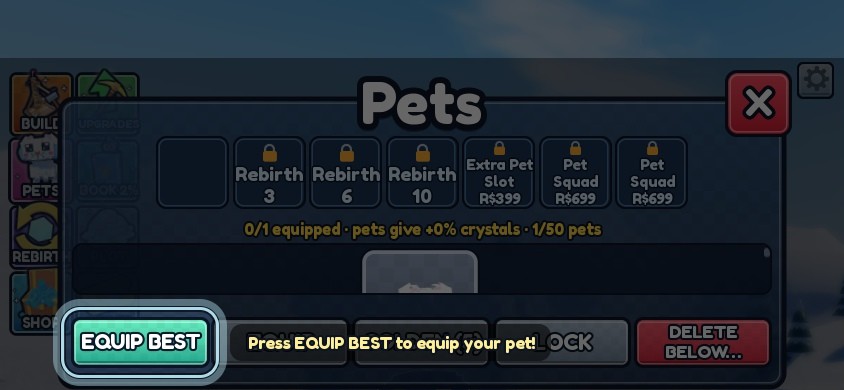 Pets
BUILD
UPGRADES
PETS
REBIRT
SHOP
Rebirth
3
Rebirth
6
Rebirth
10
Extra Pet
Slot
R$399
Pet
Squad
R$699
Pet
Squad
R$699
0/1 equipped · pets give +0% crystals · 1/50 pets
EQUIP BEST
Press EQUIP BEST to equip your pet!
LOCK
DELETE
BELOW...